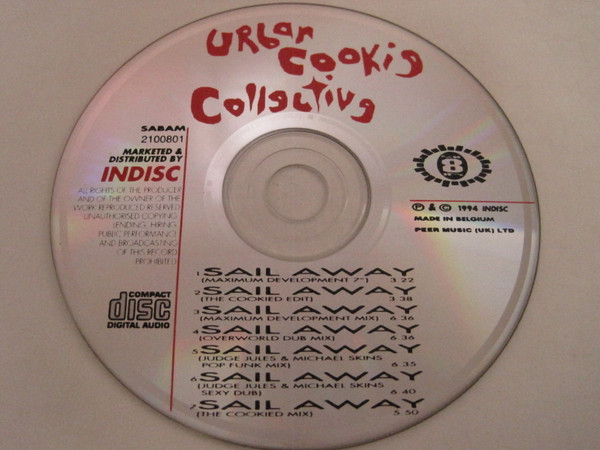 URban
Cookie
Collective
SABAM
2100801
MARKETED &
DISTRIBUTED BY
INDISC
ALL RIGHTS OF THE PRODUCER
AND OF THE OWNER OF THE
WORK REPRODUCED RESERVED
UNAUTHORISED COPYING,
LENDING, HIRING,
PUBLIC PERFORMANCE
AND BROADCASTING
OF THIS RECORD
PROHIBITED
COMPACT
disc
DIGITAL AUDIO
8
℗ & © 1994 INDISC
MADE IN BELGIUM
PEER MUSIC (UK) LTD
1 SAIL AWAY
(MAXIMUM DEVELOPMENT 7") 3.22
2 SAIL AWAY
(THE COOKIED EDIT) 3.38
3 SAIL AWAY
(MAXIMUM DEVELOPMENT MIX) 6.36
4 SAIL AWAY
(OVERWORLD DUB MIX) 6.36
5 SAIL AWAY
(JUDGE JULES & MICHAEL SKINS
POP FUNK MIX) 6.35
6 SAIL AWAY
(JUDGE JULES & MICHAEL SKINS
SEXY DUB) 6.40
7 SAIL AWAY
(THE COOKIED MIX) 5.50